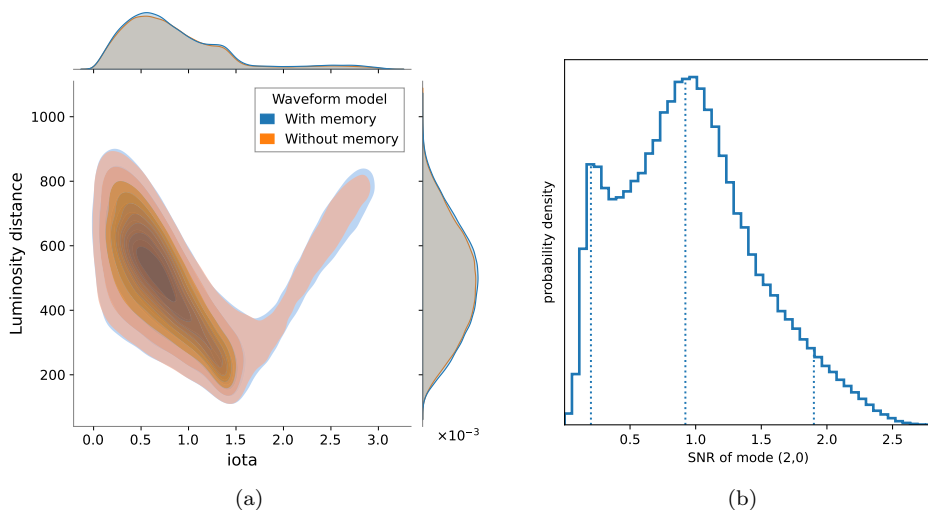 Waveform model
With memory
Without memory
1000
800
600
400
200
Luminosity distance
0.0 0.5 1.0 1.5 2.0 2.5 3.0
iota
×10⁻³
(a)
probability density
0.5 1.0 1.5 2.0 2.5
SNR of mode (2,0)
(b)